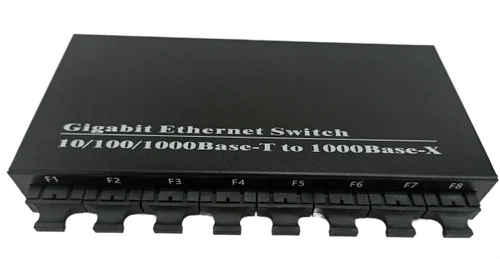 Gigabit Ethernet Switch
10/100/1000Base-T to 1000Base-X
F1 F2 F3 F4 F5 F6 F7 F8